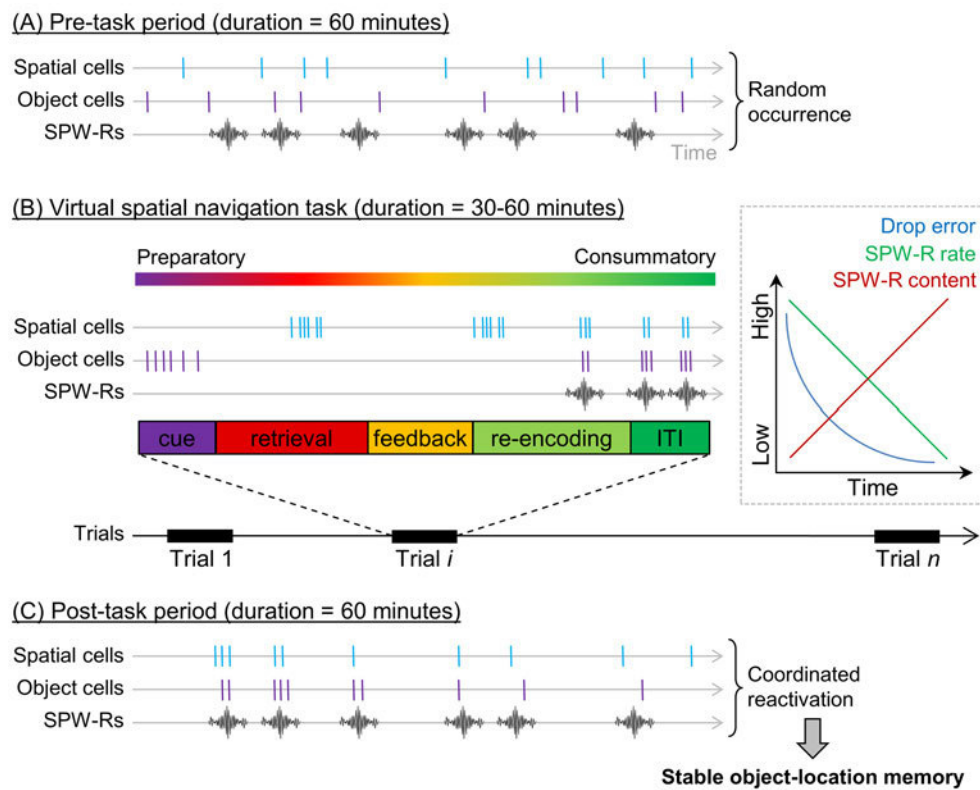 (A) Pre-task period (duration = 60 minutes)
Spatial cells
Object cells
SPW-Rs
Time
Random
occurrence
(B) Virtual spatial navigation task (duration = 30-60 minutes)
Preparatory
Consummatory
Spatial cells
Object cells
SPW-Rs
cue
retrieval
feedback
re-encoding
ITI
Trials
Trial 1
Trial i
Trial n
Drop error
SPW-R rate
SPW-R content
High
Low
Time
(C) Post-task period (duration = 60 minutes)
Spatial cells
Object cells
SPW-Rs
Coordinated
reactivation
Stable object-location memory